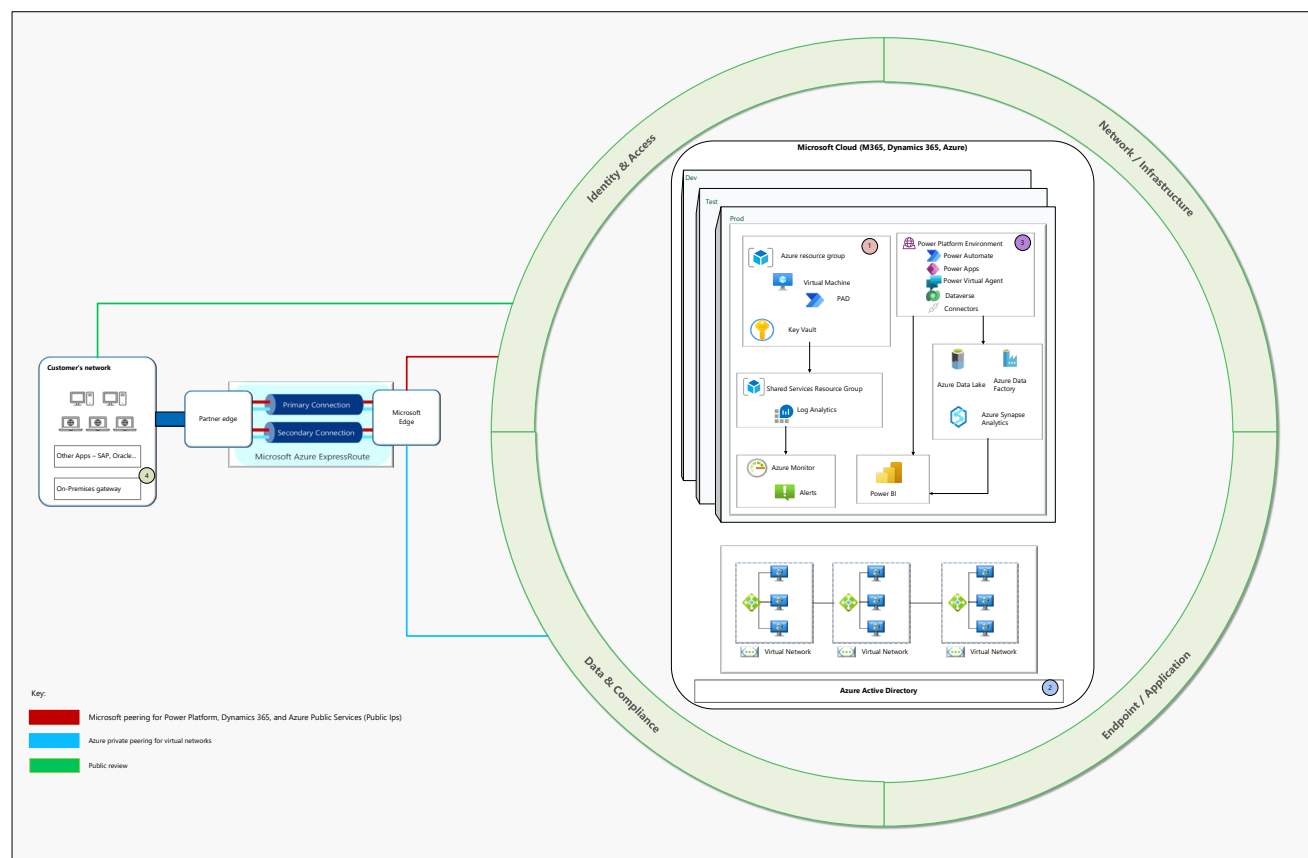 Identity & Access
Network / Infrastructure
Microsoft Cloud (M365, Dynamics 365, Azure)
Dev
Test
Prod
1
Azure resource group
Virtual Machine
PAD
Key Vault
3
Power Platform Environment
Power Automate
Power Apps
Power Virtual Agent
Dataverse
Connectors
Shared Services Resource Group
Log Analytics
Azure Data Lake
Azure Data
Factory
Azure Synapse
Analytics
Azure Monitor
Alerts
Power BI
Customer's network
Other Apps – SAP, Oracle...
4
On-Premises gateway
Partner edge
Primary Connection
Secondary Connection
Microsoft Azure ExpressRoute
Microsoft
Edge
Virtual Network
Virtual Network
Virtual Network
Azure Active Directory
2
Data & Compliance
Endpoint / Application
Key:
Microsoft peering for Power Platform, Dynamics 365, and Azure Public Services (Public Ips)
Azure private peering for virtual networks
Public review